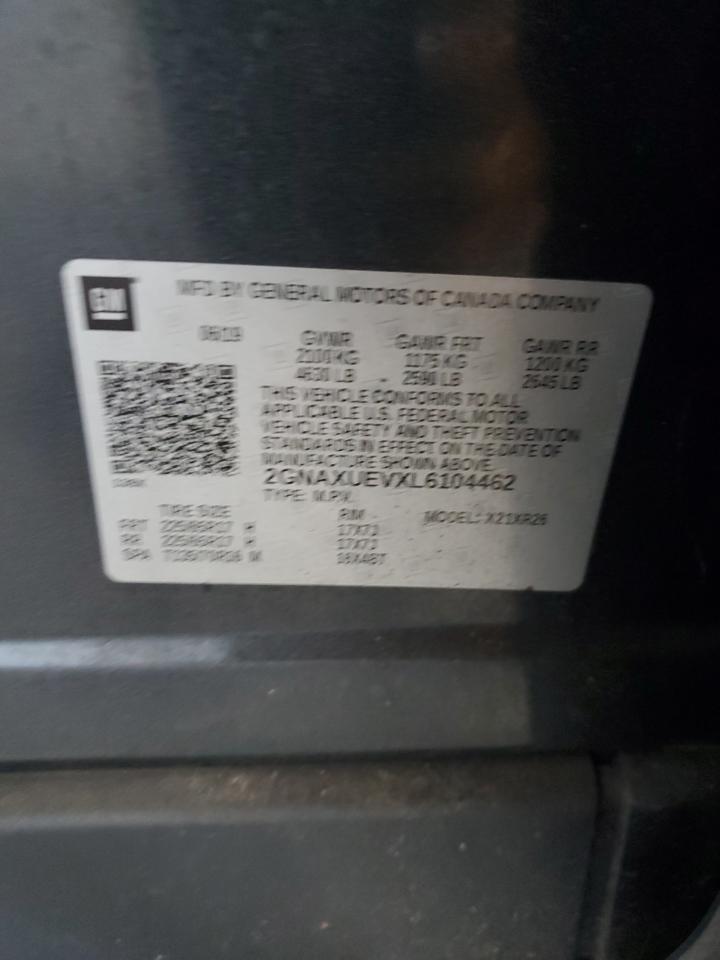 GM
MFD BY GENERAL MOTORS OF CANADA COMPANY
06/19 GVWR GAWR FRT GAWR RR
2100 KG 1175 KG 1200 KG
4630 LB 2590 LB 2645 LB
THIS VEHICLE CONFORMS TO ALL
APPLICABLE U.S. FEDERAL MOTOR
VEHICLE SAFETY AND THEFT PREVENTION
STANDARDS IN EFFECT ON THE DATE OF
MANUFACTURE SHOWN ABOVE.
2GNAXUEVXL6104462
TYPE: M.P.V.
TIRE SIZE RIM MODEL: X21XR26
FRT 225/65R17 H 17X7J
RR 225/65R17 H 17X7J
SPA T135/70R16 M 16X4BT